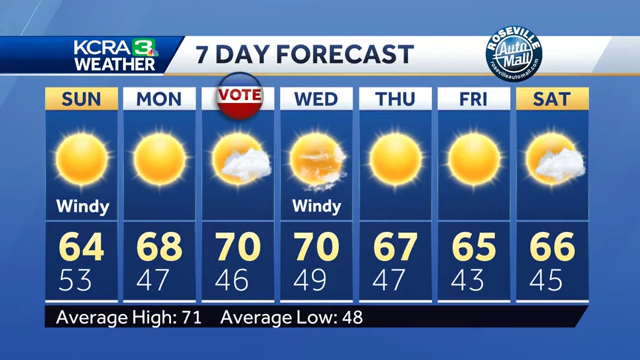 KCRA 3
WEATHER
7 DAY FORECAST
ROSEVILLE
Auto
Mall
rosevilleautomall.com
SUN MON VOTE WED THU FRI SAT
Windy Windy
64 68 70 70 67 65 66
53 47 46 49 47 43 45
Average High: 71 Average Low: 48